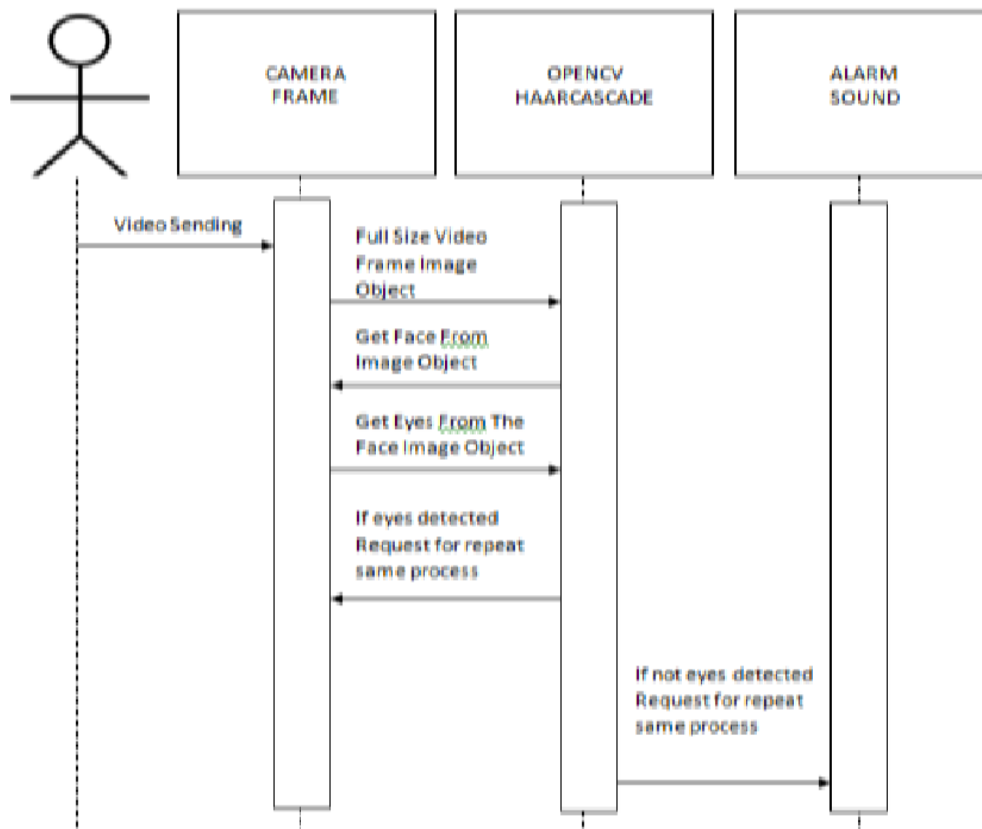 CAMERA
FRAME
OPENCV
HAARCASCADE
ALARM
SOUND
Video Sending
Full Size Video
Frame Image
Object
Get Face From
Image Object
Get Eyes From The
Face Image Object
If eyes detected
Request for repeat
same process
If not eyes detected
Request for repeat
same process